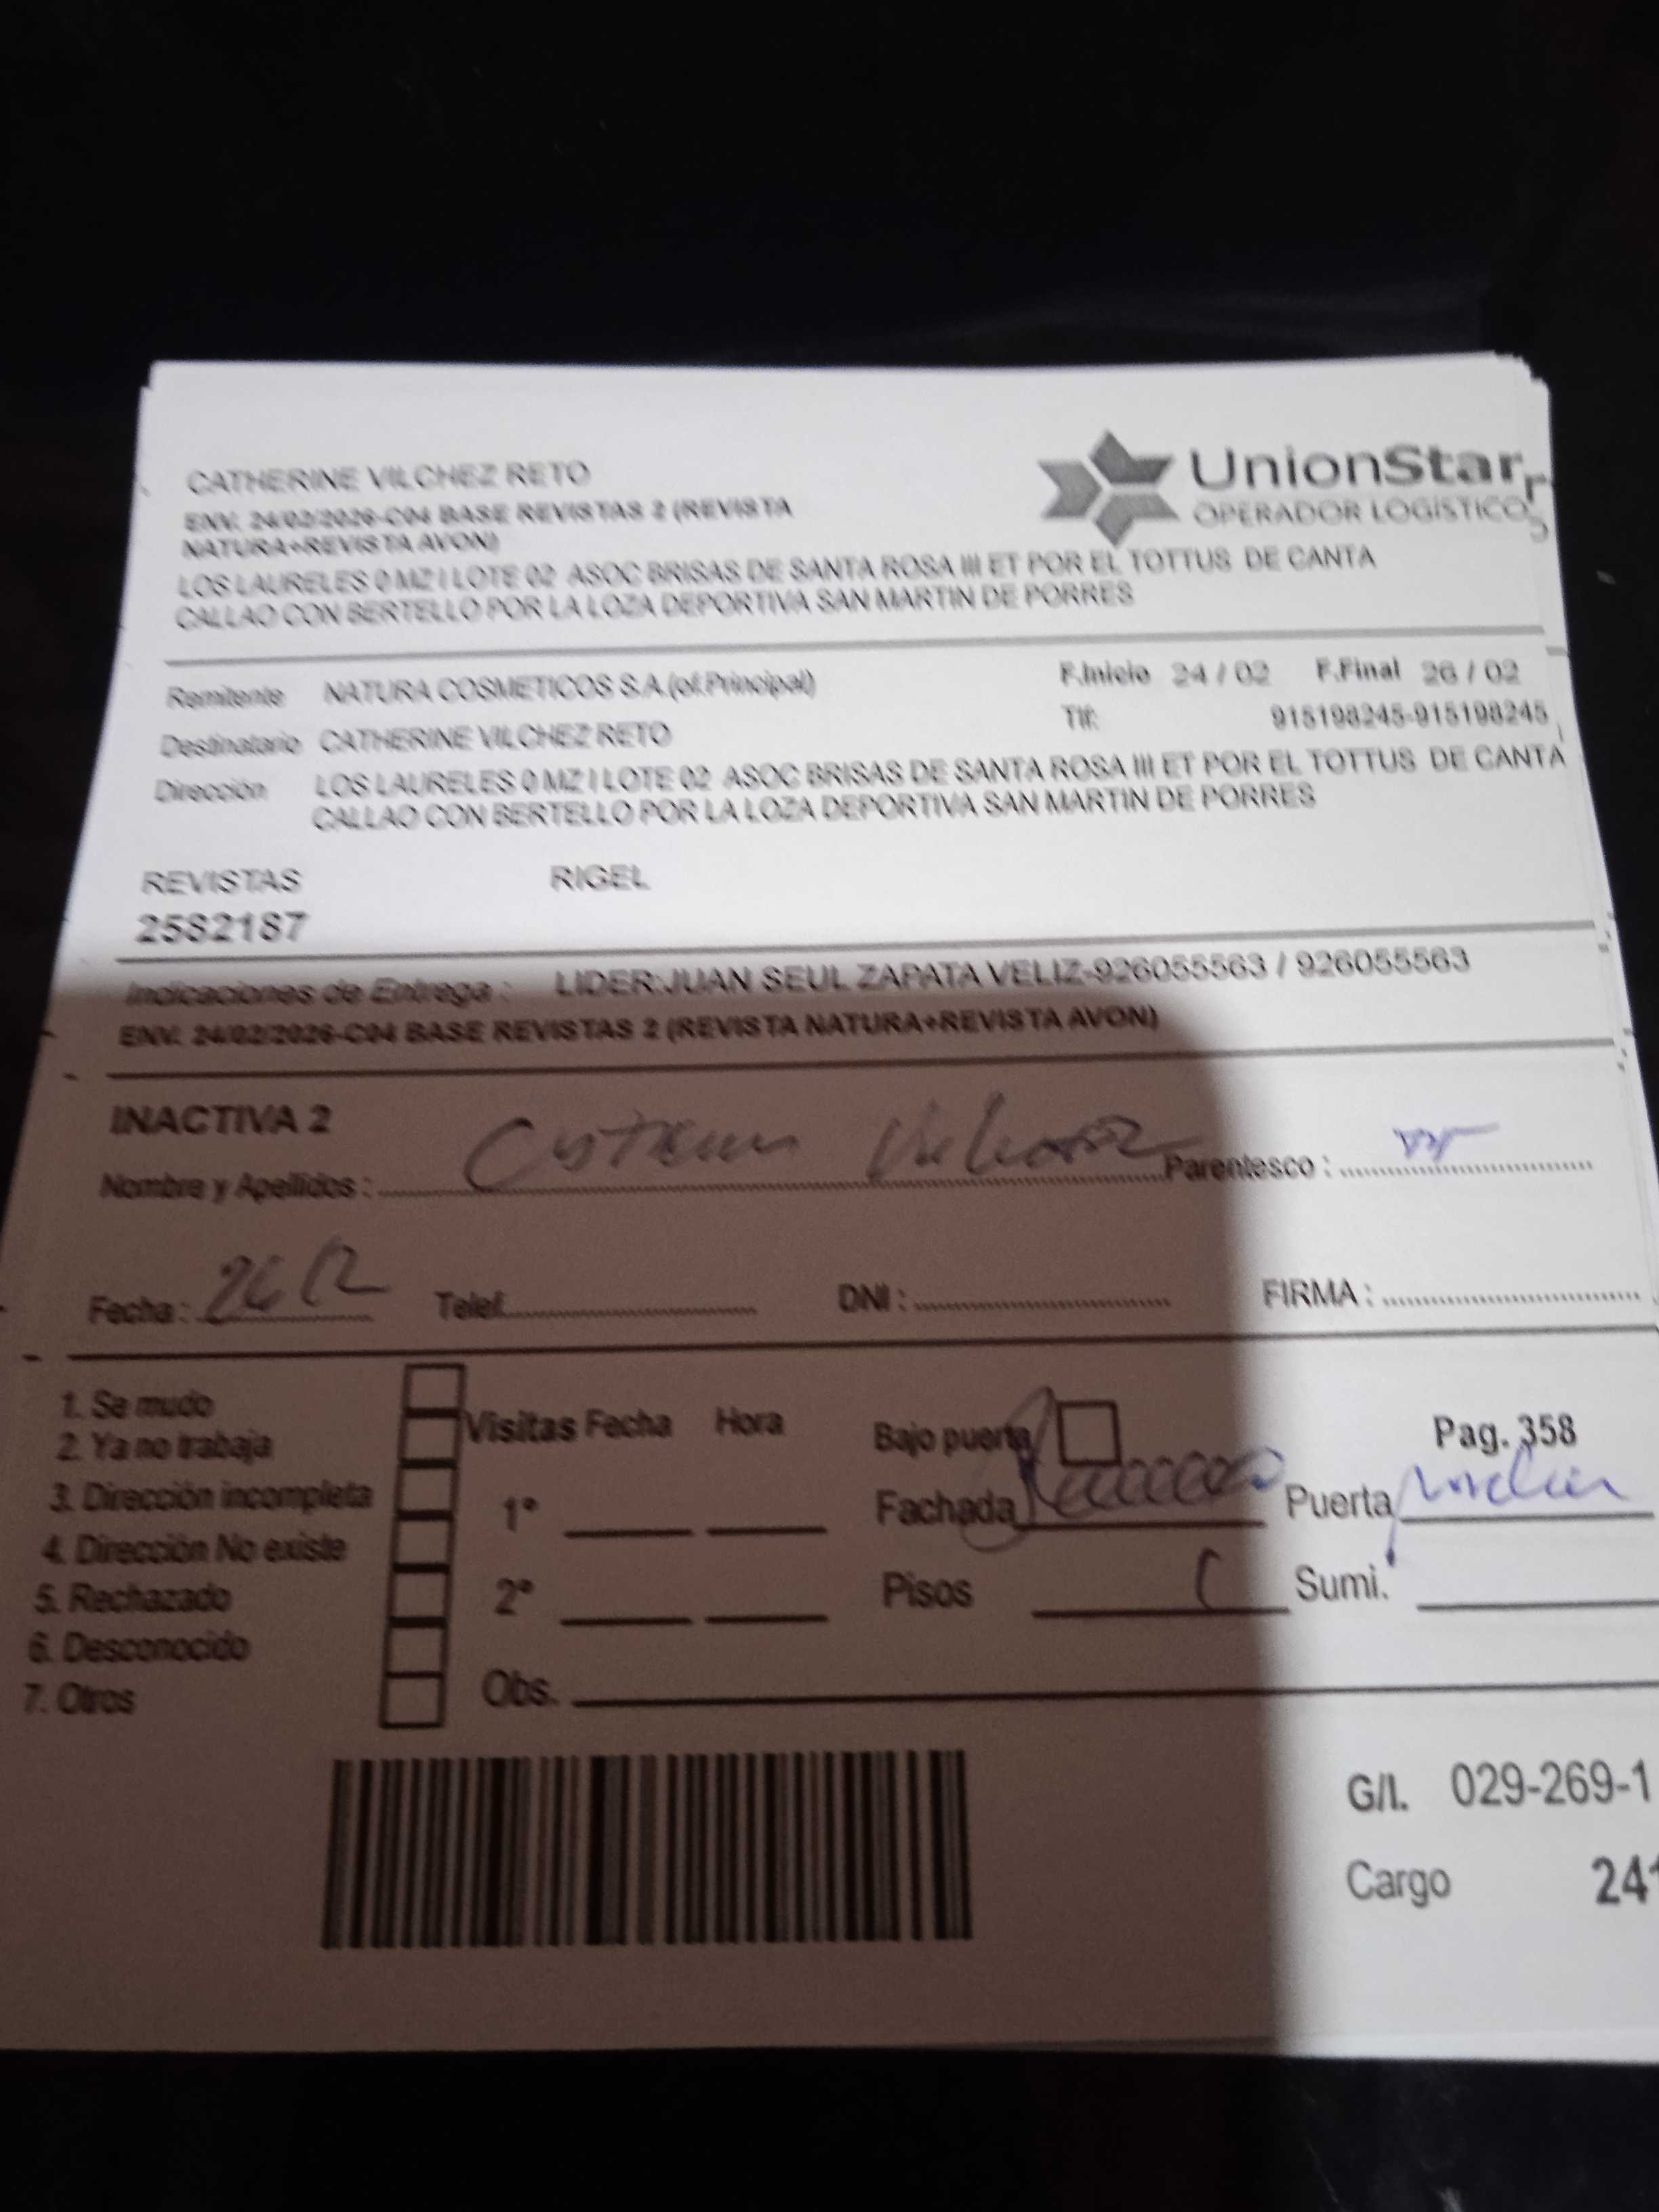 CATHERINE VILCHEZ RETO
UnionStar
OPERADOR LOGÍSTICO
ENV. 24/02/2026-C04 BASE REVISTAS 2 (REVISTA
NATURA+REVISTA AVON)
LOS LAURELES 0 MZ I LOTE 02 ASOC BRISAS DE SANTA ROSA III ET POR EL TOTTUS DE CANTA
CALLAO CON BERTELLO POR LA LOZA DEPORTIVA SAN MARTIN DE PORRES
Remitente NATURA COSMETICOS S.A.(of.Principal) F.Inicio 24 / 02 F.Final 26 / 02
Destinatario CATHERINE VILCHEZ RETO Tlf: 915198245-915198245
Dirección LOS LAURELES 0 MZ I LOTE 02 ASOC BRISAS DE SANTA ROSA III ET POR EL TOTTUS DE CANTA
CALLAO CON BERTELLO POR LA LOZA DEPORTIVA SAN MARTIN DE PORRES
REVISTAS RIGEL
2582187
Indicaciones de Entrega : LIDER:JUAN SEUL ZAPATA VELIZ-926055563 / 926055563
ENV. 24/02/2026-C04 BASE REVISTAS 2 (REVISTA NATURA+REVISTA AVON)
INACTIVA 2
Nombre y Apellidos : Parentesco :
Fecha : Telef. DNI : FIRMA :
1. Se mudo
2. Ya no trabaja
3. Dirección incompleta
4. Dirección No existe
5. Rechazado
6. Desconocido
7. Otros
Visitas Fecha Hora
1°
2°
Obs.
Bajo puerta Pag. 358
Fachada Puerta
Pisos Sumi.
G/I. 029-269-1
Cargo 241